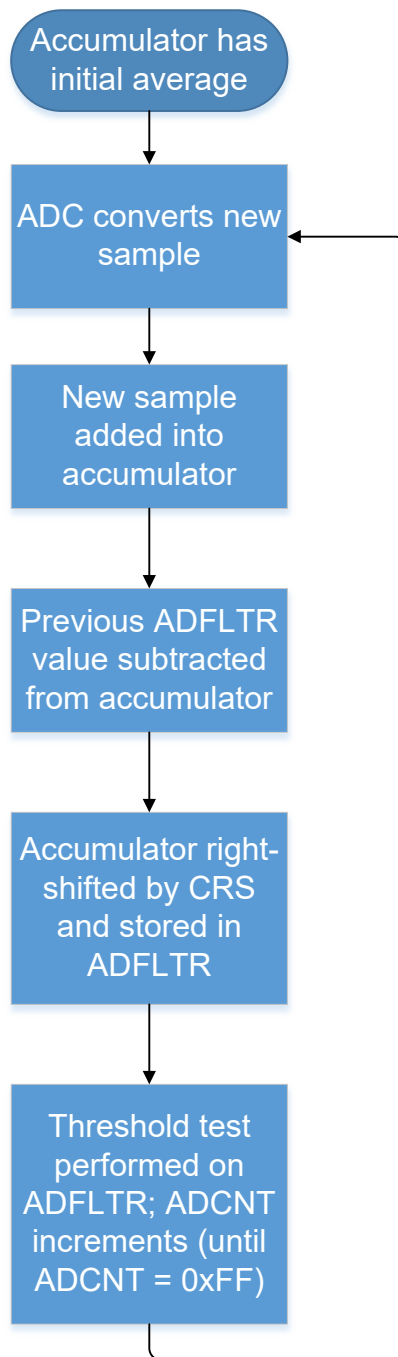 Accumulator has
initial average
ADC converts new
sample
New sample
added into
accumulator
Previous ADFLTR
value subtracted
from accumulator
Accumulator right-
shifted by CRS
and stored in
ADFLTR
Threshold test
performed on
ADFLTR; ADCNT
increments (until
ADCNT = 0xFF)